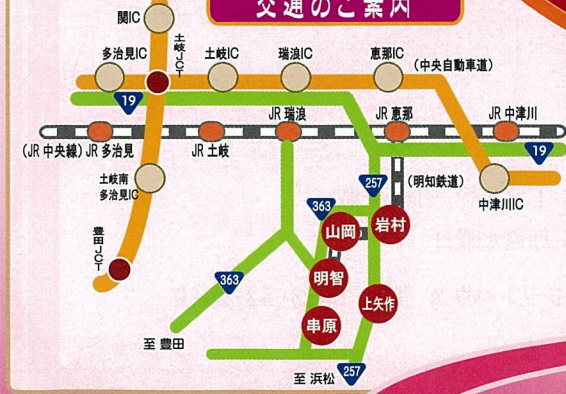 交通のご案内
関IC
土岐JCT
多治見IC
土岐IC
瑞浪IC
恵那IC
(中央自動車道)
19
JR 瑞浪
JR 恵那
JR 中津川
(JR 中央線)
JR 多治見
JR 土岐
19
土岐南
多治見IC
257
(明知鉄道)
中津川IC
363
山岡
岩村
豊田JCT
363
明智
上矢作
串原
至 豊田
至 浜松
257